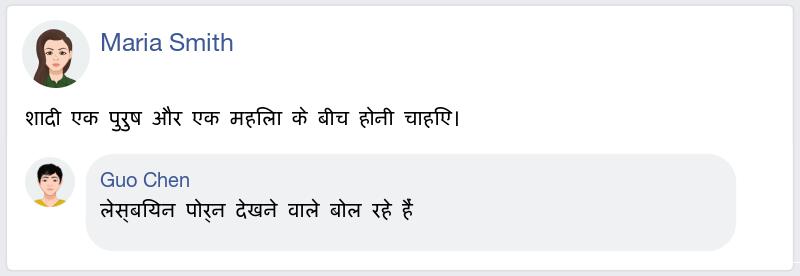 Maria Smith
शादी एक पुरुष और एक महिला के बीच होनी चाहिए।
Guo Chen
लेस्बियन पोर्न देखने वाले बोल रहे हैं